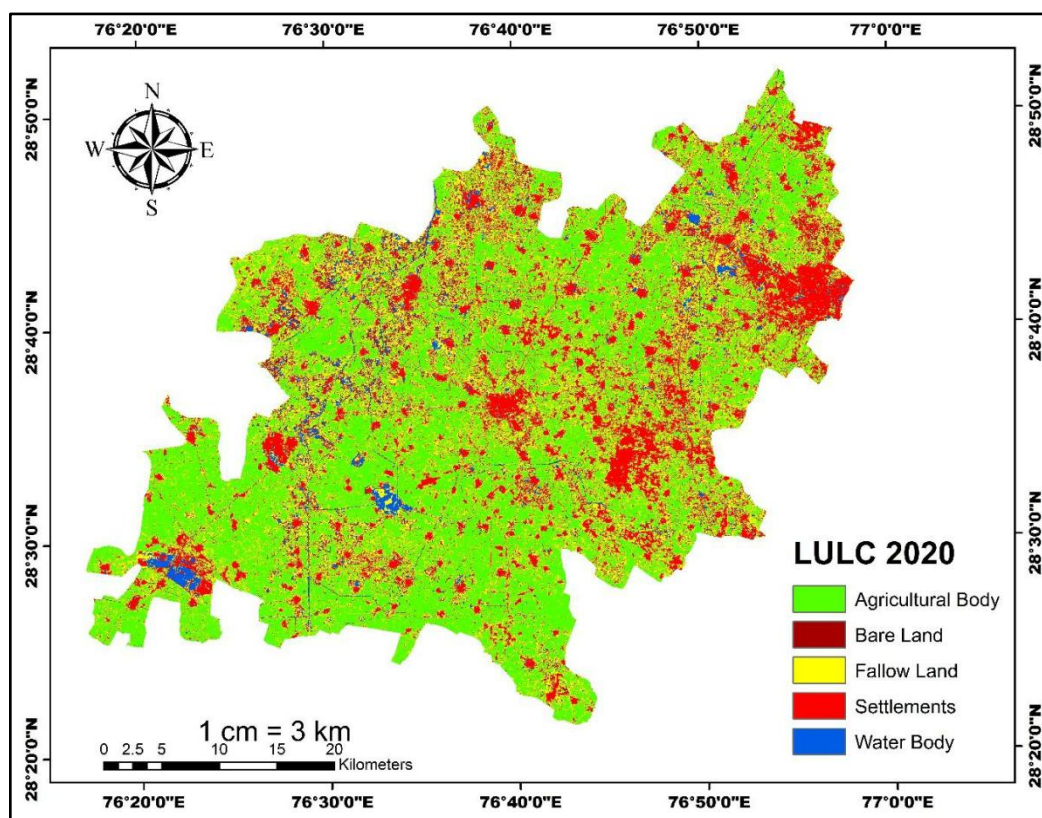 76°20'0"E 76°30'0"E 76°40'0"E 76°50'0"E 77°0'0"E
28°50'0"N 28°50'0"N
N
W E
S
28°40'0"N 28°40'0"N
28°30'0"N 28°30'0"N
LULC 2020
Agricultural Body
Bare Land
Fallow Land
Settlements
Water Body
1 cm = 3 km
0 2.5 5 10 15 20
Kilometers
28°20'0"N 28°20'0"N
76°20'0"E 76°30'0"E 76°40'0"E 76°50'0"E 77°0'0"E